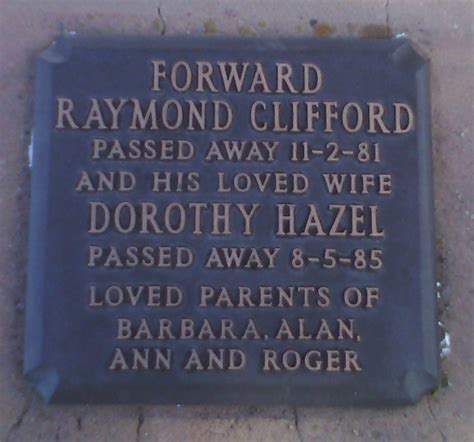 FORWARD
RAYMOND CLIFFORD
PASSED AWAY 11-2-81
AND HIS LOVED WIFE
DOROTHY HAZEL
PASSED AWAY 8-5-85
LOVED PARENTS OF
BARBARA, ALAN,
ANN AND ROGER